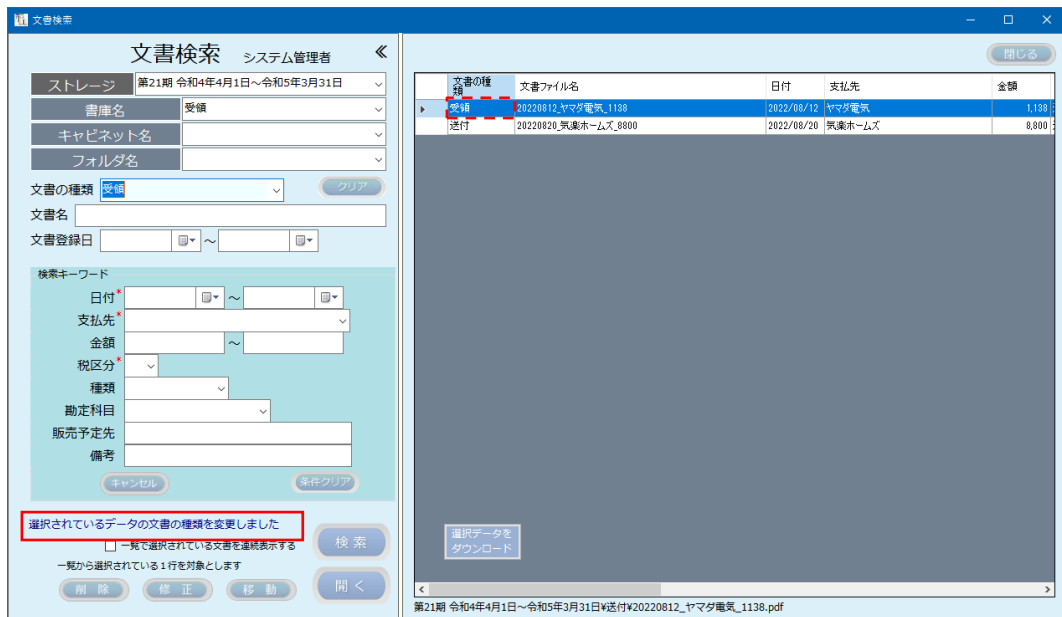 文書検索
文書検索 システム管理者 《
閉じる
ストレージ 第21期 令和4年4月1日～令和5年3月31日
書庫名 受領
キャビネット名
フォルダ名
文書の種類 受領 クリア
文書名
文書登録日 ～
検索キーワード
日付* ～
支払先*
金額 ～
税区分*
種類
勘定科目
販売予定先
備考
キャンセル 条件クリア
選択されているデータの文書の種類を変更しました
一覧で選択されている文書を連続表示する
検 索
一覧から選択されている１行を対象とします
削 除 修 正 移 動 開 く
文書の種類 文書ファイル名 日付 支払先 金額
受領 20220812_ヤマダ電気_1138 2022/08/12 ヤマダ電気 1,138
送付 20220820_気楽ホームズ_8800 2022/08/20 気楽ホームズ 8,800
選択データを
ダウンロード
第21期 令和4年4月1日～令和5年3月31日¥送付¥20220812_ヤマダ電気_1138.pdf